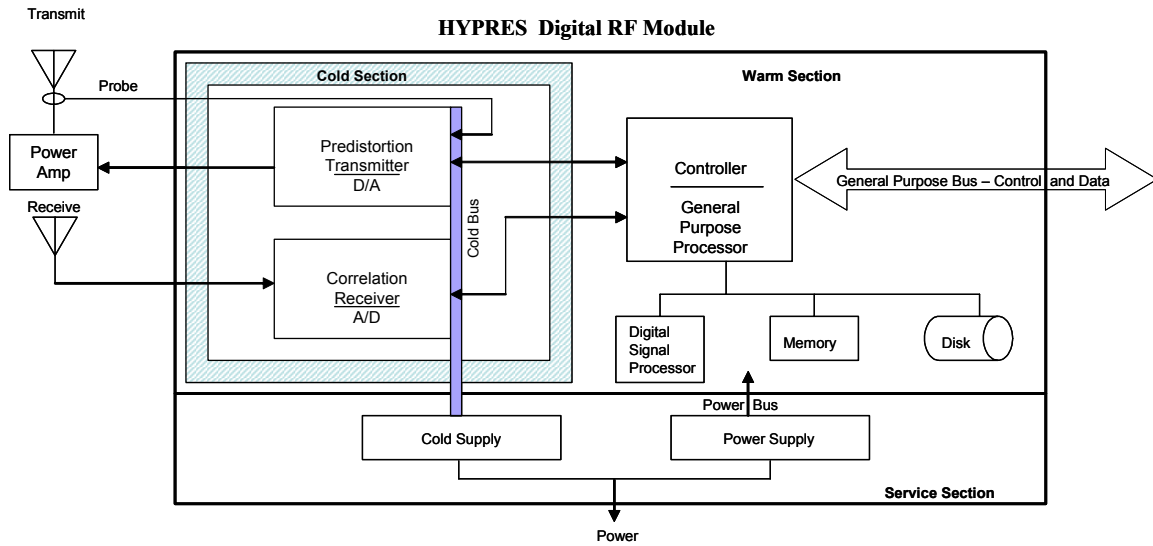 Transmit
HYPRES Digital RF Module
Cold Section
Warm Section
Probe
Power
Amp
Predistortion
Transmitter
D/A
Controller
General
Purpose
Processor
General Purpose Bus – Control and Data
Receive
Cold Bus
Correlation
Receiver
A/D
Digital
Signal
Processor
Memory
Disk
Power Bus
Cold Supply
Power Supply
Service Section
Power